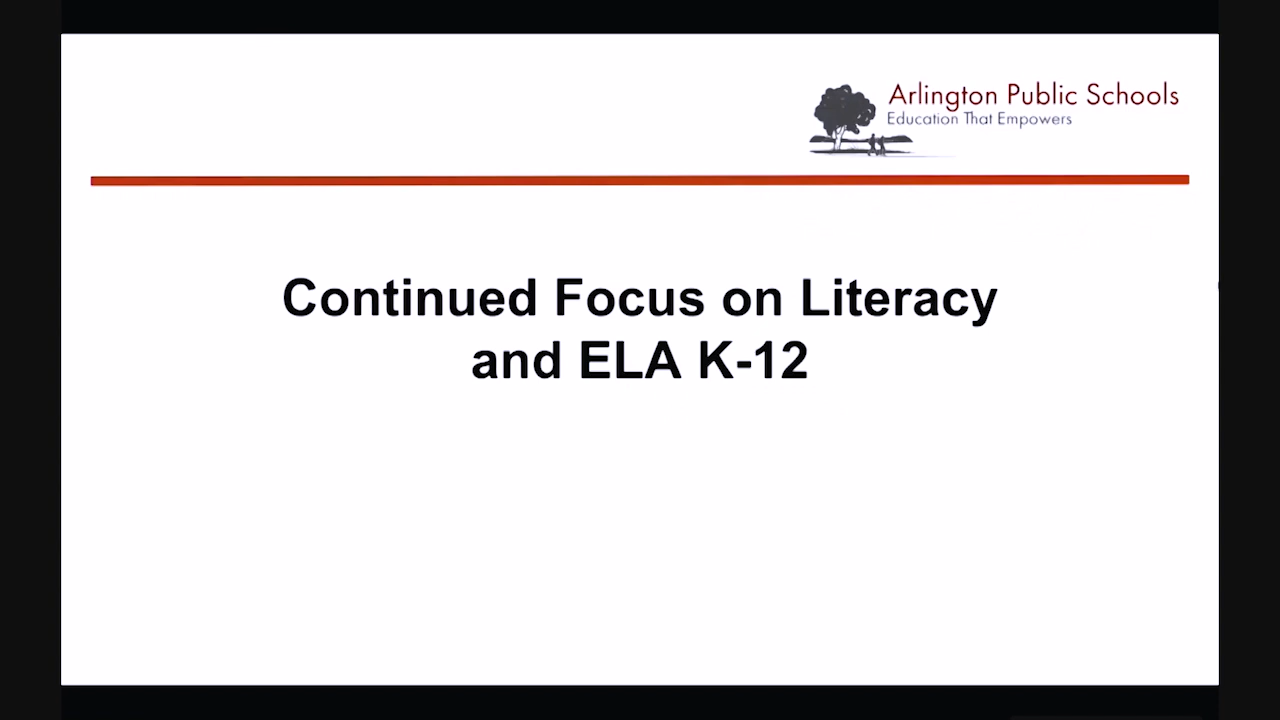 Arlington Public Schools
Education That Empowers
Continued Focus on Literacy
and ELA K-12